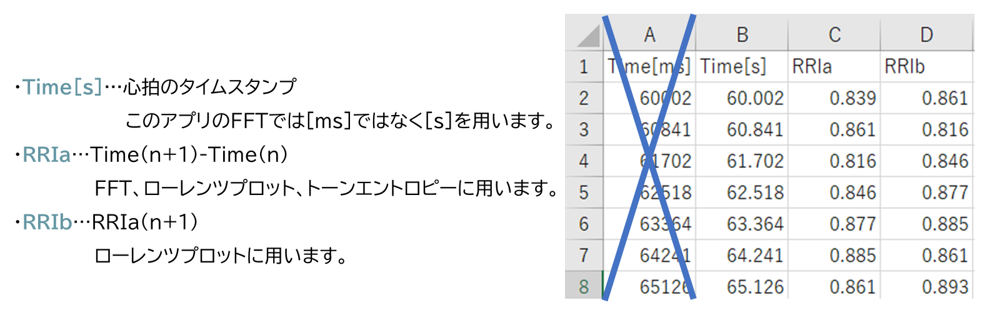 ・Time[s]…心拍のタイムスタンプ
このアプリのFFTでは[ms]ではなく[s]を用います。
・RRIa…Time(n+1)-Time(n)
FFT、ローレンツプロット、トーンエントロピーに用います。
・RRIb…RRIa(n+1)
ローレンツプロットに用います。
A B C D
1 Time[ms] Time[s] RRIa RRIb
2 60002 60.002 0.839 0.861
3 60841 60.841 0.861 0.816
4 61702 61.702 0.816 0.846
5 62518 62.518 0.846 0.877
6 63364 63.364 0.877 0.885
7 64241 64.241 0.885 0.861
8 65126 65.126 0.861 0.893